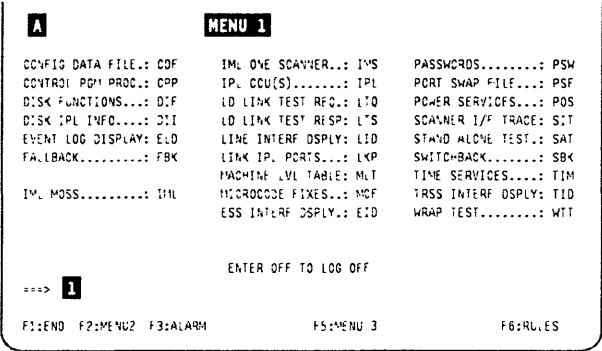 A MENU 1
CONFIG DATA FILE.: CDF IML ONE SCANNER..: IMS PASSWORDS........: PSW
CONTROL PGM PROC.: CPP IPL CCU(S)........: IPL PORT SWAP FILE...: PSF
DISK FUNCTIONS...: DIF LD LINK TEST REQ.: LTQ POWER SERVICES...: POS
DISK IPL INFO....: DII LD LINK TEST RESP: LTS SCANNER I/F TRACE: SIT
EVENT LOG DISPLAY: ELD LINE INTERF DSPLY: LID STAND ALONE TEST.: SAT
FALLBACK.........: FBK LINK IPL PORTS...: LKP SWITCHBACK.......: SBK
MACHINE LVL TABLE: MLT TIME SERVICES....: TIM
IML MOSS.........: IML MICROCODE FIXES..: MCF TRSS INTERF DSPLY: TID
ESS INTERF DSPLY.: EID WRAP TEST........: WTT
ENTER OFF TO LOG OFF
===> 1
F1:END F2:MENU2 F3:ALARM F5:MENU 3 F6:RULES